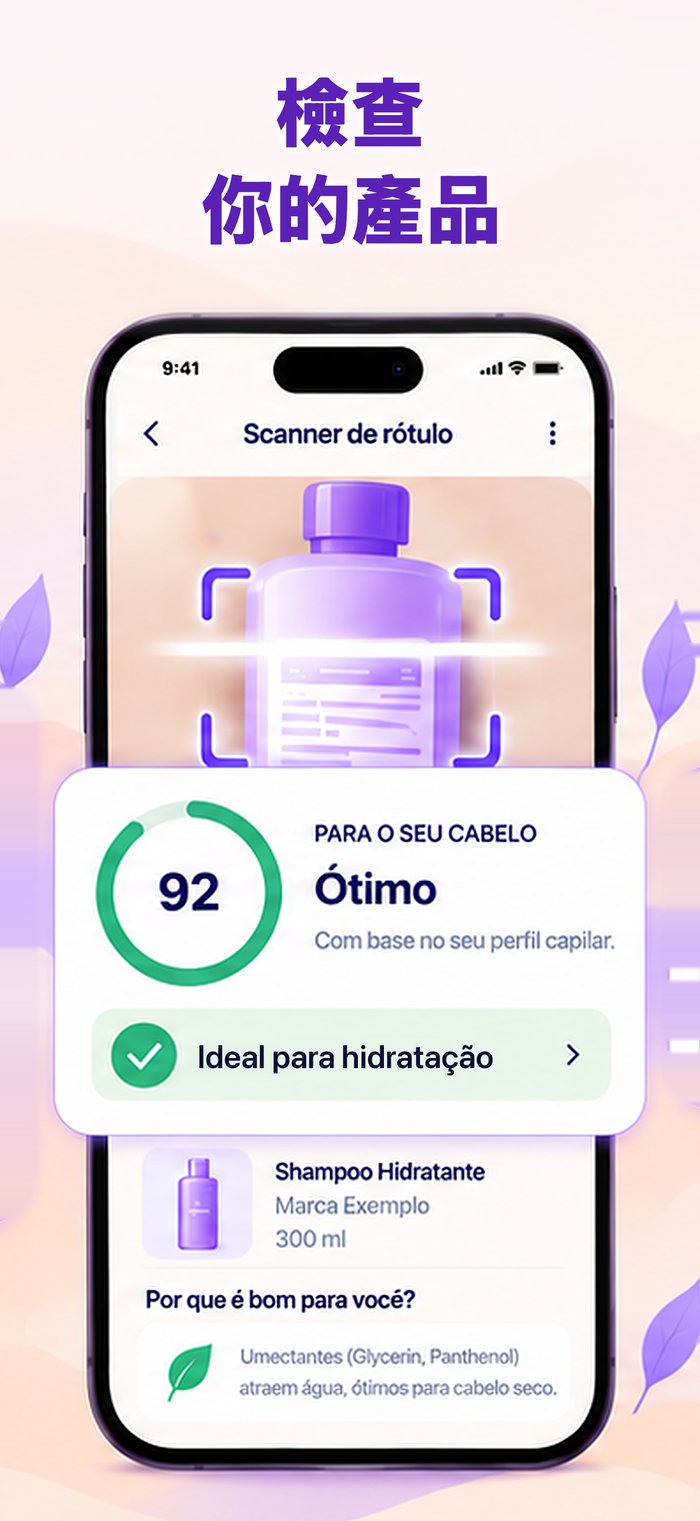 檢查
你的產品
9:41
Scanner de rótulo
92
PARA O SEU CABELO
Ótimo
Com base no seu perfil capilar.
Ideal para hidratação
Shampoo Hidratante
Marca Exemplo
300 ml
Por que é bom para você?
Umectantes (Glycerin, Panthenol)
atraem água, ótimos para cabelo seco.